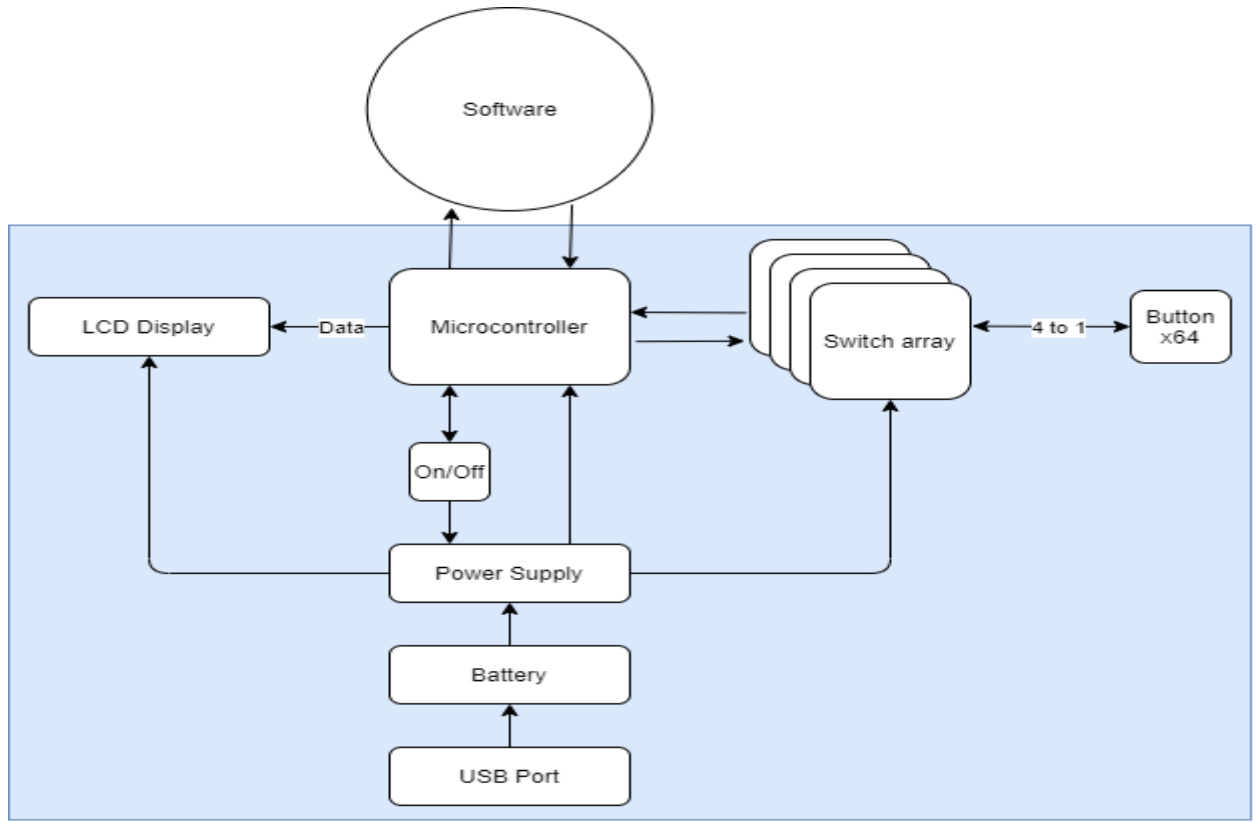 Software
LCD Display
Data
Microcontroller
Switch array
4 to 1
Button
x64
On/Off
Power Supply
Battery
USB Port